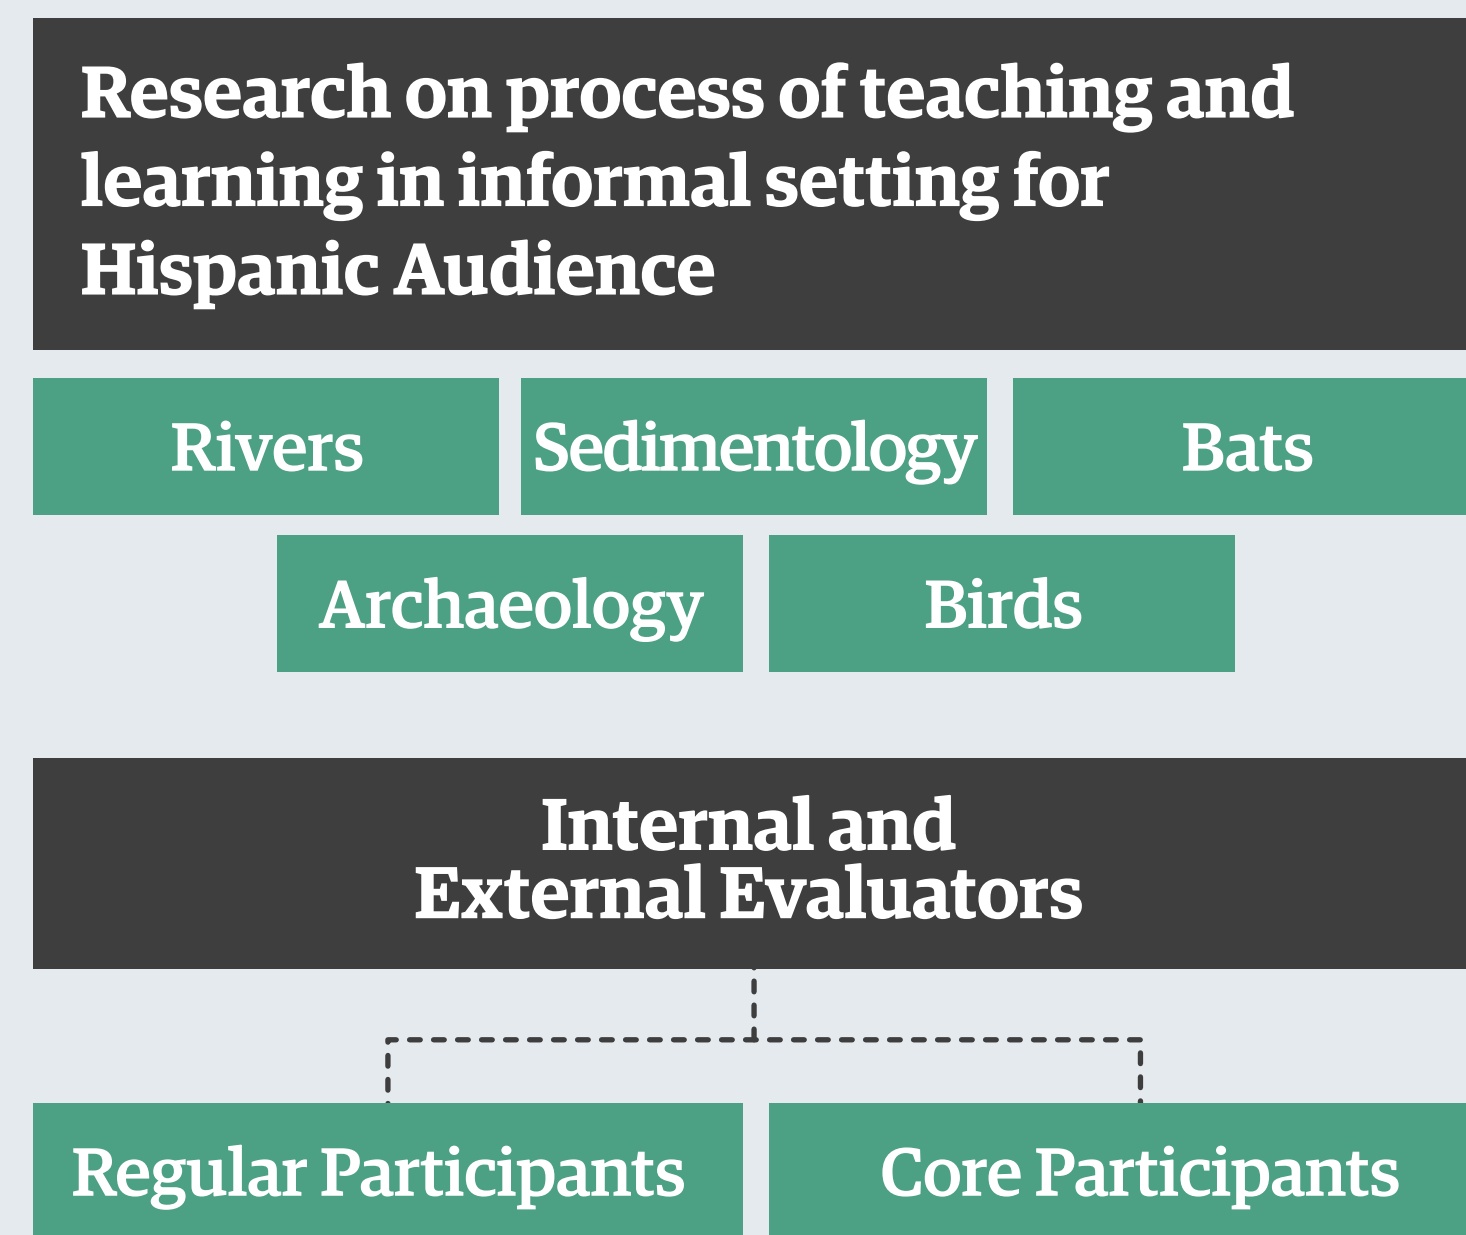 Research on process of teaching and
learning in informal setting for
Hispanic Audience
Rivers
Sedimentology
Bats
Archaeology
Birds
Internal and
External Evaluators
Regular Participants
Core Participants